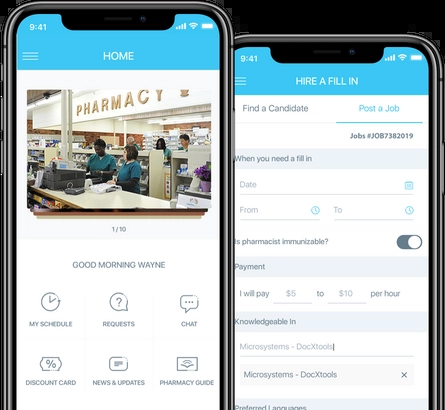 9:41
HOME
PHARMACY
1/10
GOOD MORNING WAYNE
MY SCHEDULE
REQUESTS
CHAT
%
DISCOUNT CARD
NEWS & UPDATES
PHARMACY GUIDE
9:41
HIRE A FILL IN
Find a Candidate
Post a Job
Jobs #JOB7382019
When you need a fill in
Date
From
To
Is pharmacist immunizable?
Payment
I will pay $5 to $10 per hour
Knowledgeable In
Microsystems - DocXtools
Microsystems - DocXtools ×
Preferred Languages